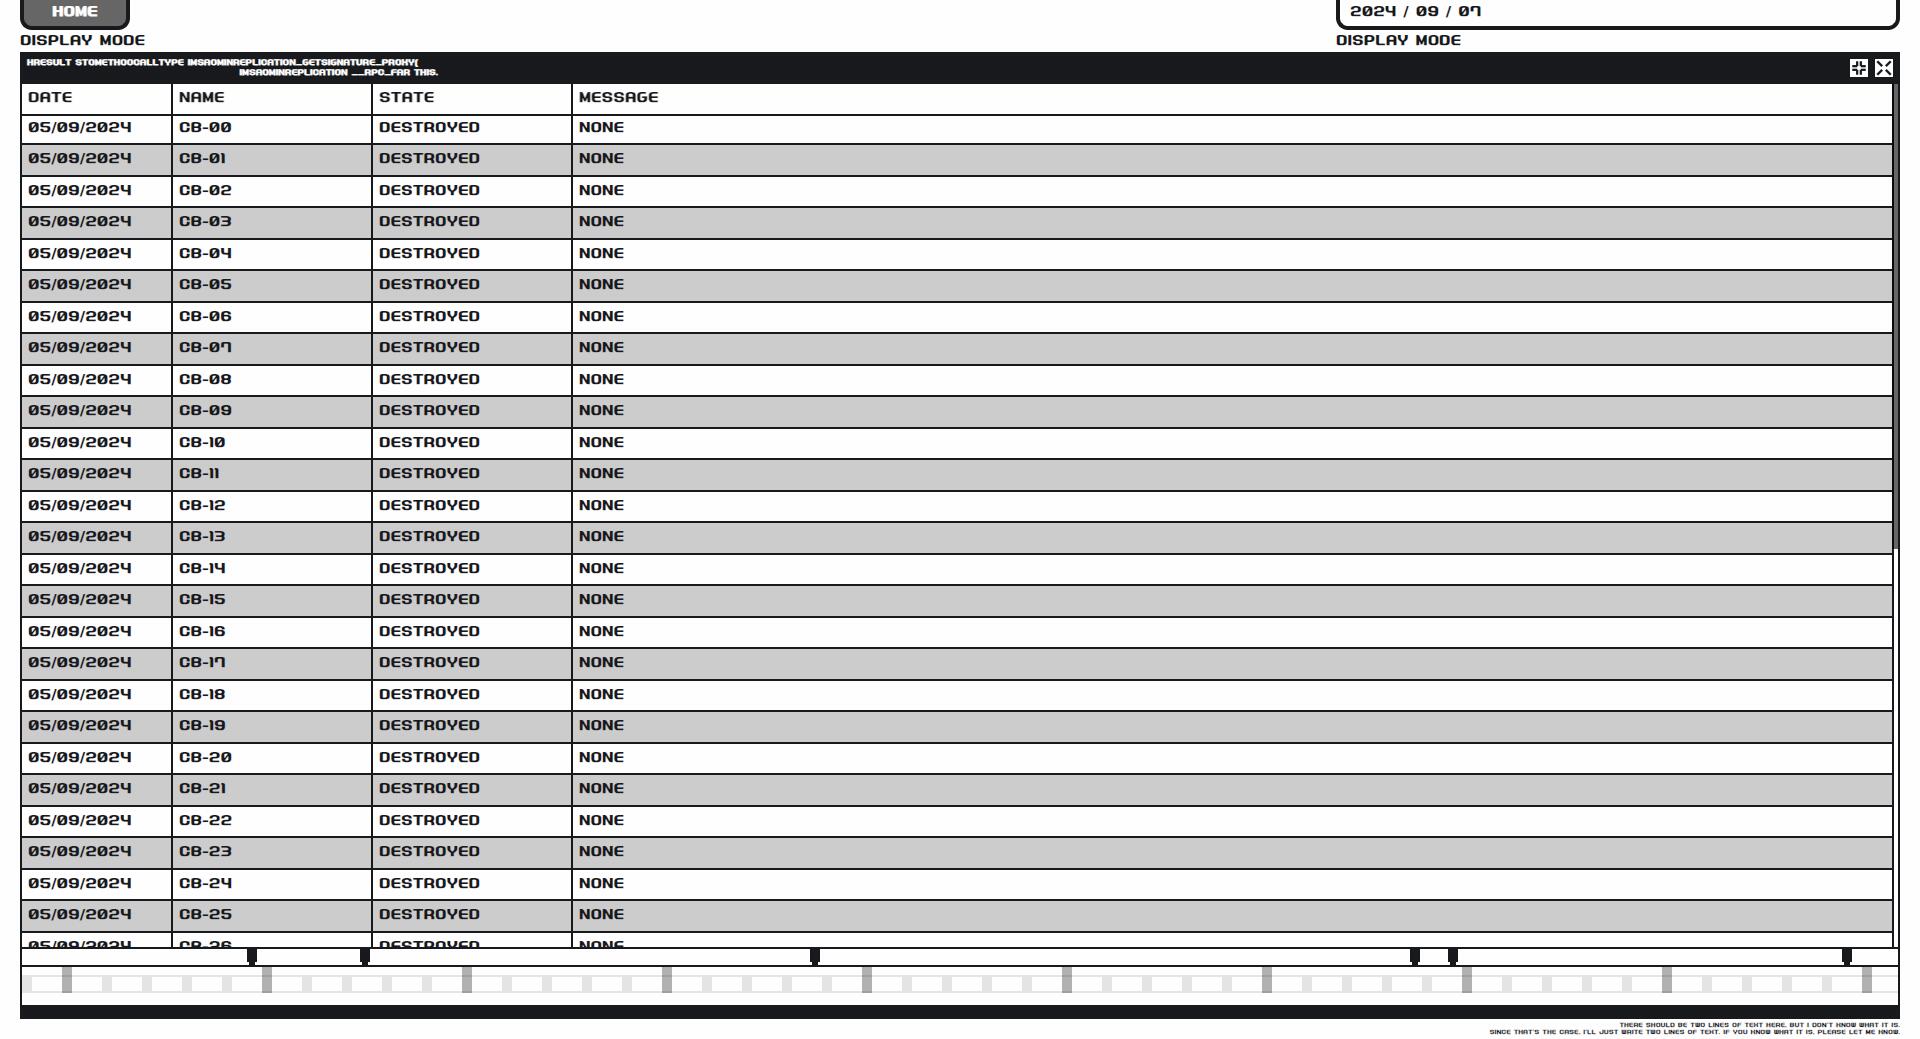 HOME
2024 / 09 / 07
DISPLAY MODE
DISPLAY MODE
HRESULT STDMETHODCALLTYPE IMSADMINREPLICATION_GETSIGNATURE_PROXY(
IMSADMINREPLICATION __RPC_FAR THIS.
DATE NAME STATE MESSAGE
05/09/2024 CB-00 DESTROYED NONE
05/09/2024 CB-01 DESTROYED NONE
05/09/2024 CB-02 DESTROYED NONE
05/09/2024 CB-03 DESTROYED NONE
05/09/2024 CB-04 DESTROYED NONE
05/09/2024 CB-05 DESTROYED NONE
05/09/2024 CB-06 DESTROYED NONE
05/09/2024 CB-07 DESTROYED NONE
05/09/2024 CB-08 DESTROYED NONE
05/09/2024 CB-09 DESTROYED NONE
05/09/2024 CB-10 DESTROYED NONE
05/09/2024 CB-11 DESTROYED NONE
05/09/2024 CB-12 DESTROYED NONE
05/09/2024 CB-13 DESTROYED NONE
05/09/2024 CB-14 DESTROYED NONE
05/09/2024 CB-15 DESTROYED NONE
05/09/2024 CB-16 DESTROYED NONE
05/09/2024 CB-17 DESTROYED NONE
05/09/2024 CB-18 DESTROYED NONE
05/09/2024 CB-19 DESTROYED NONE
05/09/2024 CB-20 DESTROYED NONE
05/09/2024 CB-21 DESTROYED NONE
05/09/2024 CB-22 DESTROYED NONE
05/09/2024 CB-23 DESTROYED NONE
05/09/2024 CB-24 DESTROYED NONE
05/09/2024 CB-25 DESTROYED NONE
05/09/2024 CB-26 DESTROYED NONE
THERE SHOULD BE TWO LINES OF TEXT HERE. BUT I DON'T KNOW WHAT IT IS.
SINCE THAT'S THE CASE. I'LL JUST WRITE TWO LINES OF TEXT. IF YOU KNOW WHAT IT IS, PLEASE LET ME KNOW.